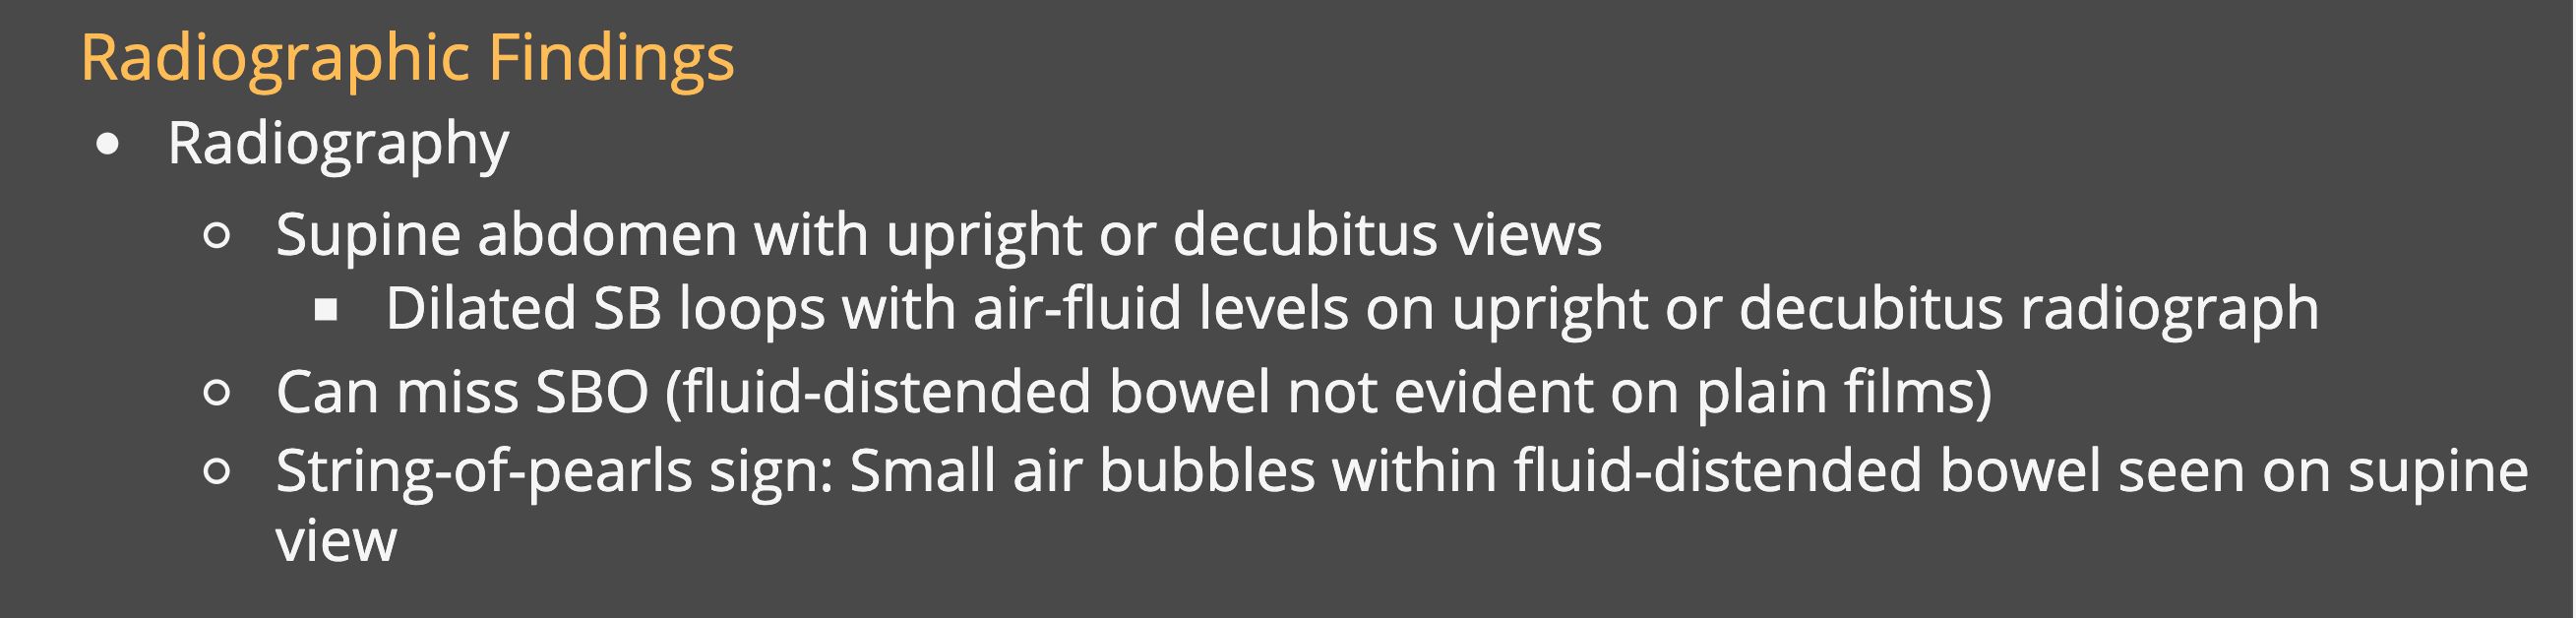 Radiographic Findings
• Radiography
○ Supine abdomen with upright or decubitus views
▪ Dilated SB loops with air-fluid levels on upright or decubitus radiograph
○ Can miss SBO (fluid-distended bowel not evident on plain films)
○ String-of-pearls sign: Small air bubbles within fluid-distended bowel seen on supine
view